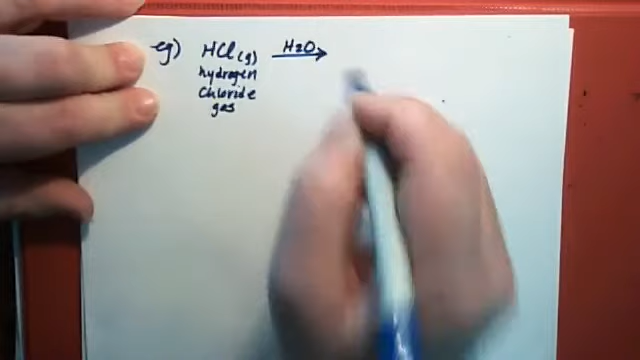 eg) HCl(g) H2O →
hydrogen
Chloride
gas